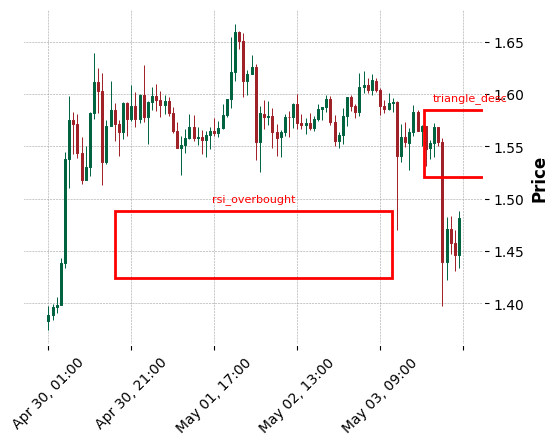 1.65
1.60
triangle_desc
1.55
1.50
rsi_overbought
1.45
1.40
Price
Apr 30, 01:00
Apr 30, 21:00
May 01, 17:00
May 02, 13:00
May 03, 09:00